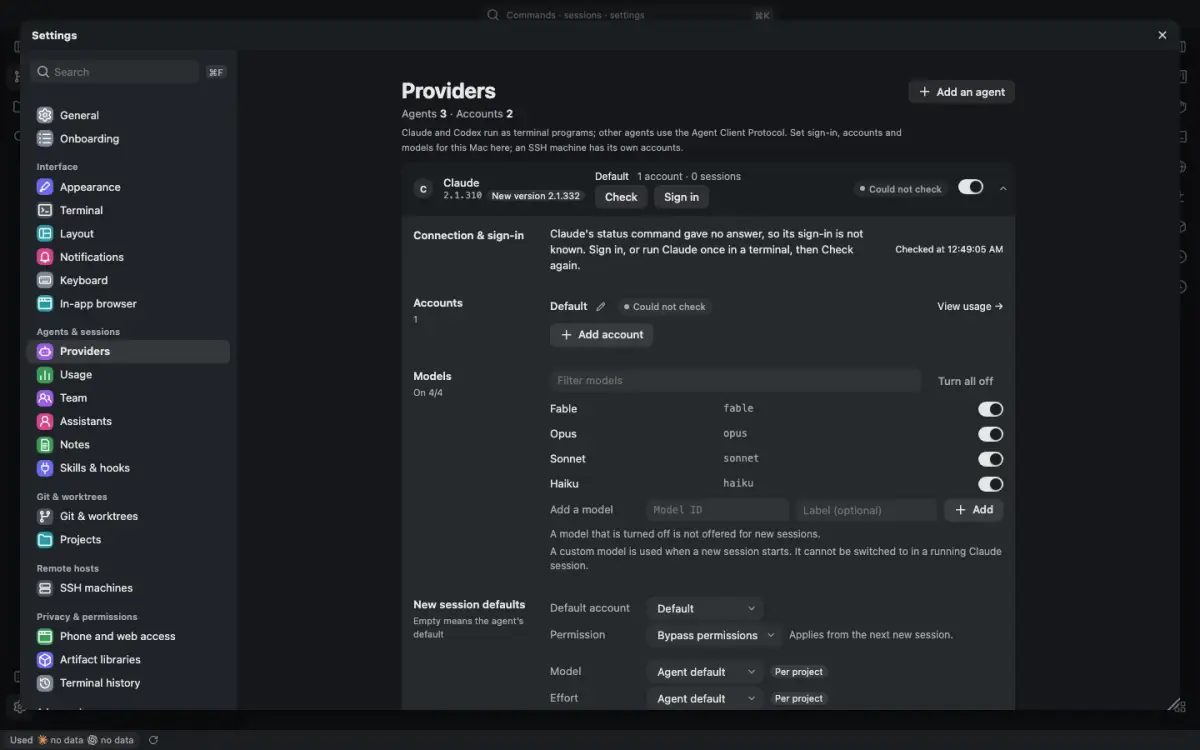 Commands · sessions · settings ⌘K
Settings
Search ⌘F
General
Onboarding
Interface
Appearance
Terminal
Layout
Notifications
Keyboard
In-app browser
Agents & sessions
Providers
Usage
Team
Assistants
Notes
Skills & hooks
Git & worktrees
Git & worktrees
Projects
Remote hosts
SSH machines
Privacy & permissions
Phone and web access
Artifact libraries
Terminal history
Providers
Add an agent
Agents 3 · Accounts 2
Claude and Codex run as terminal programs; other agents use the Agent Client Protocol. Set sign-in, accounts and
models for this Mac here; an SSH machine has its own accounts.
C
Claude
2.1.310 New version 2.1.332
Default 1 account · 0 sessions
Check Sign in
Could not check
Connection & sign-in
Claude's status command gave no answer, so its sign-in is not
known. Sign in, or run Claude once in a terminal, then Check
again.
Checked at 12:49:05 AM
Accounts
1
Default Could not check
View usage →
+ Add account
Models
On 4/4
Filter models
Turn all off
Fable fable
Opus opus
Sonnet sonnet
Haiku haiku
Add a model Model ID Label (optional) + Add
A model that is turned off is not offered for new sessions.
A custom model is used when a new session starts. It cannot be switched to in a running Claude
session.
New session defaults
Empty means the agent's
default
Default account Default
Permission Bypass permissions Applies from the next new session.
Model Agent default Per project
Effort Agent default Per project
Used no data no data